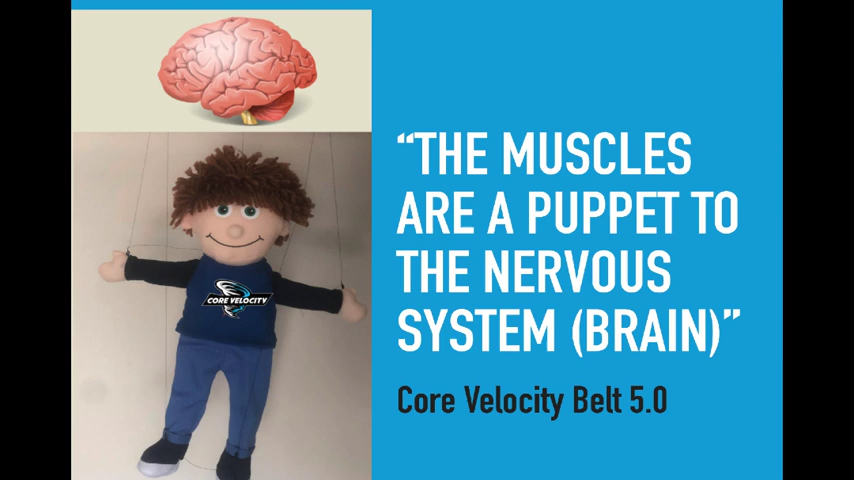 “THE MUSCLES
ARE A PUPPET TO
THE NERVOUS
SYSTEM (BRAIN)”
Core Velocity Belt 5.0
CORE VELOCITY